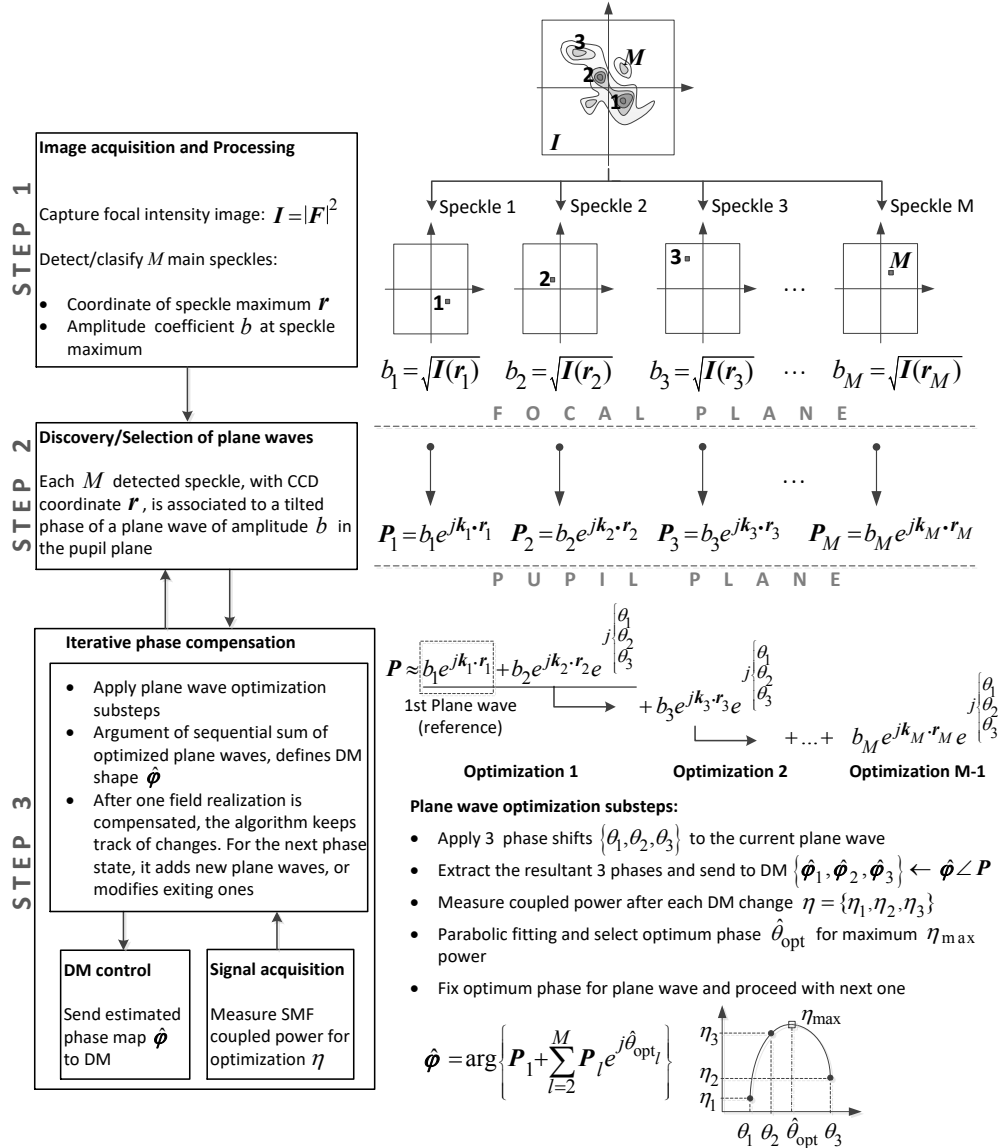 3
M
2
1
I
STEP 1
Image acquisition and Processing
Capture focal intensity image: I = |F|²
Detect/clasify M main speckles:
• Coordinate of speckle maximum r
• Amplitude coefficient b at speckle
maximum
Speckle 1
Speckle 2
Speckle 3
Speckle M
1
2
3
...
M
b₁ = √I(r₁)
b₂ = √I(r₂)
b₃ = √I(r₃)
...
b_M = √I(r_M)
FOCAL PLANE
STEP 2
Discovery/Selection of plane waves
Each M detected speckle, with CCD
coordinate r , is associated to a tilted
phase of a plane wave of amplitude b in
the pupil plane
...
P₁ = b₁e^{jk₁·r₁}
P₂ = b₂e^{jk₂·r₂}
P₃ = b₃e^{jk₃·r₃}
P_M = b_M e^{jk_M·r_M}
PUPIL PLANE
STEP 3
Iterative phase compensation
• Apply plane wave optimization
substeps
• Argument of sequential sum of
optimized plane waves, defines DM
shape φ̂
• After one field realization is
compensated, the algorithm keeps
track of changes. For the next phase
state, it adds new plane waves, or
modifies exiting ones
DM control
Send estimated
phase map φ̂
to DM
Signal acquisition
Measure SMF
coupled power for
optimization η
P ≈ b₁e^{jk₁·r₁} + b₂e^{jk₂·r₂} e^{j{θ₁ θ₂ θ₃}}
1st Plane wave
(reference)
+ b₃e^{jk₃·r₃} e^{j{θ₁ θ₂ θ₃}}
+...+ b_M e^{jk_M·r_M} e^{j{θ₁ θ₂ θ₃}}
Optimization 1
Optimization 2
Optimization M-1
Plane wave optimization substeps:
• Apply 3 phase shifts {θ₁,θ₂,θ₃} to the current plane wave
• Extract the resultant 3 phases and send to DM {φ̂₁,φ̂₂,φ̂₃} ← φ̂∠P
• Measure coupled power after each DM change η = {η₁,η₂,η₃}
• Parabolic fitting and select optimum phase θ̂_opt for maximum η_max
power
• Fix optimum phase for plane wave and proceed with next one
φ̂ = arg{P₁ + ∑_{l=2}^{M} P_l e^{jθ̂_opt_l}}
η_max
η₃
η₂
η₁
θ₁ θ₂ θ̂_opt θ₃